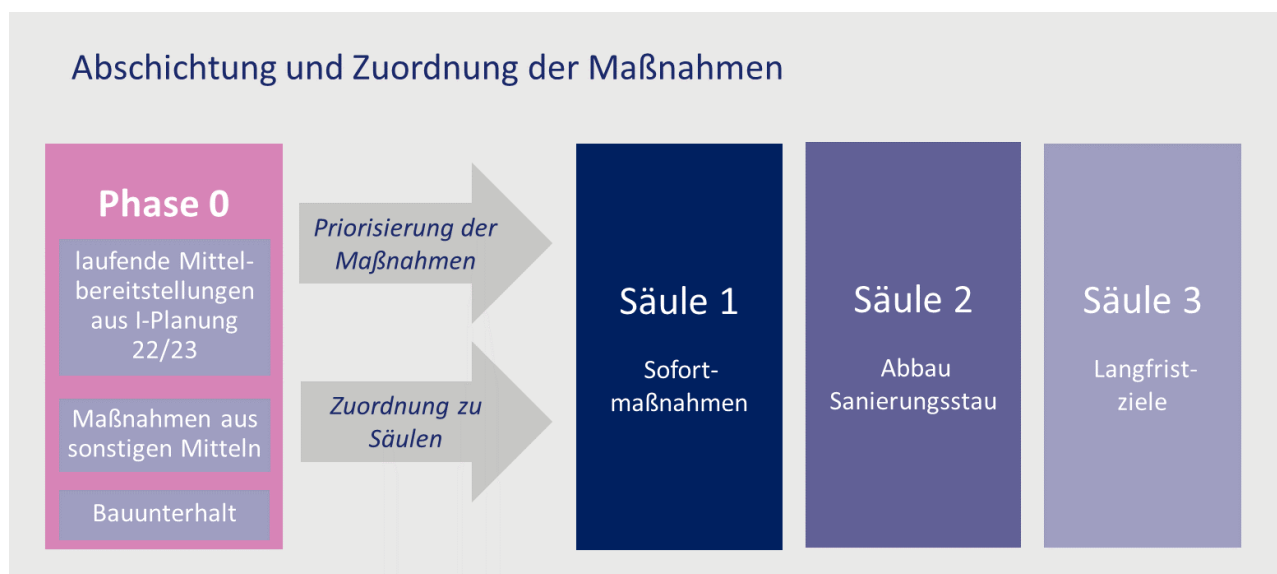 Abschichtung und Zuordnung der Maßnahmen
Phase 0
laufende Mittel-
bereitstellungen
aus I-Planung
22/23
Maßnahmen aus
sonstigen Mitteln
Bauunterhalt
Priorisierung der
Maßnahmen
Zuordnung zu
Säulen
Säule 1
Sofort-
maßnahmen
Säule 2
Abbau
Sanierungsstau
Säule 3
Langfrist-
ziele